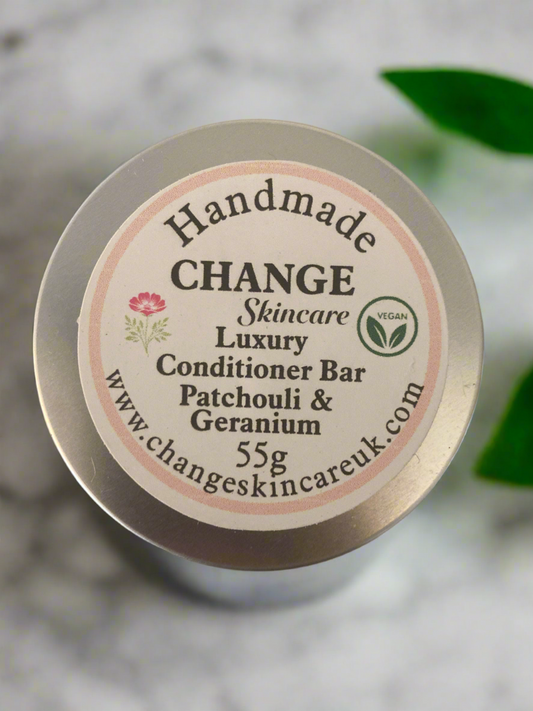 Handmade
CHANGE
Skincare
VEGAN
Luxury
Conditioner Bar
Patchouli &
Geranium
55g
www.changeskincareuk.com